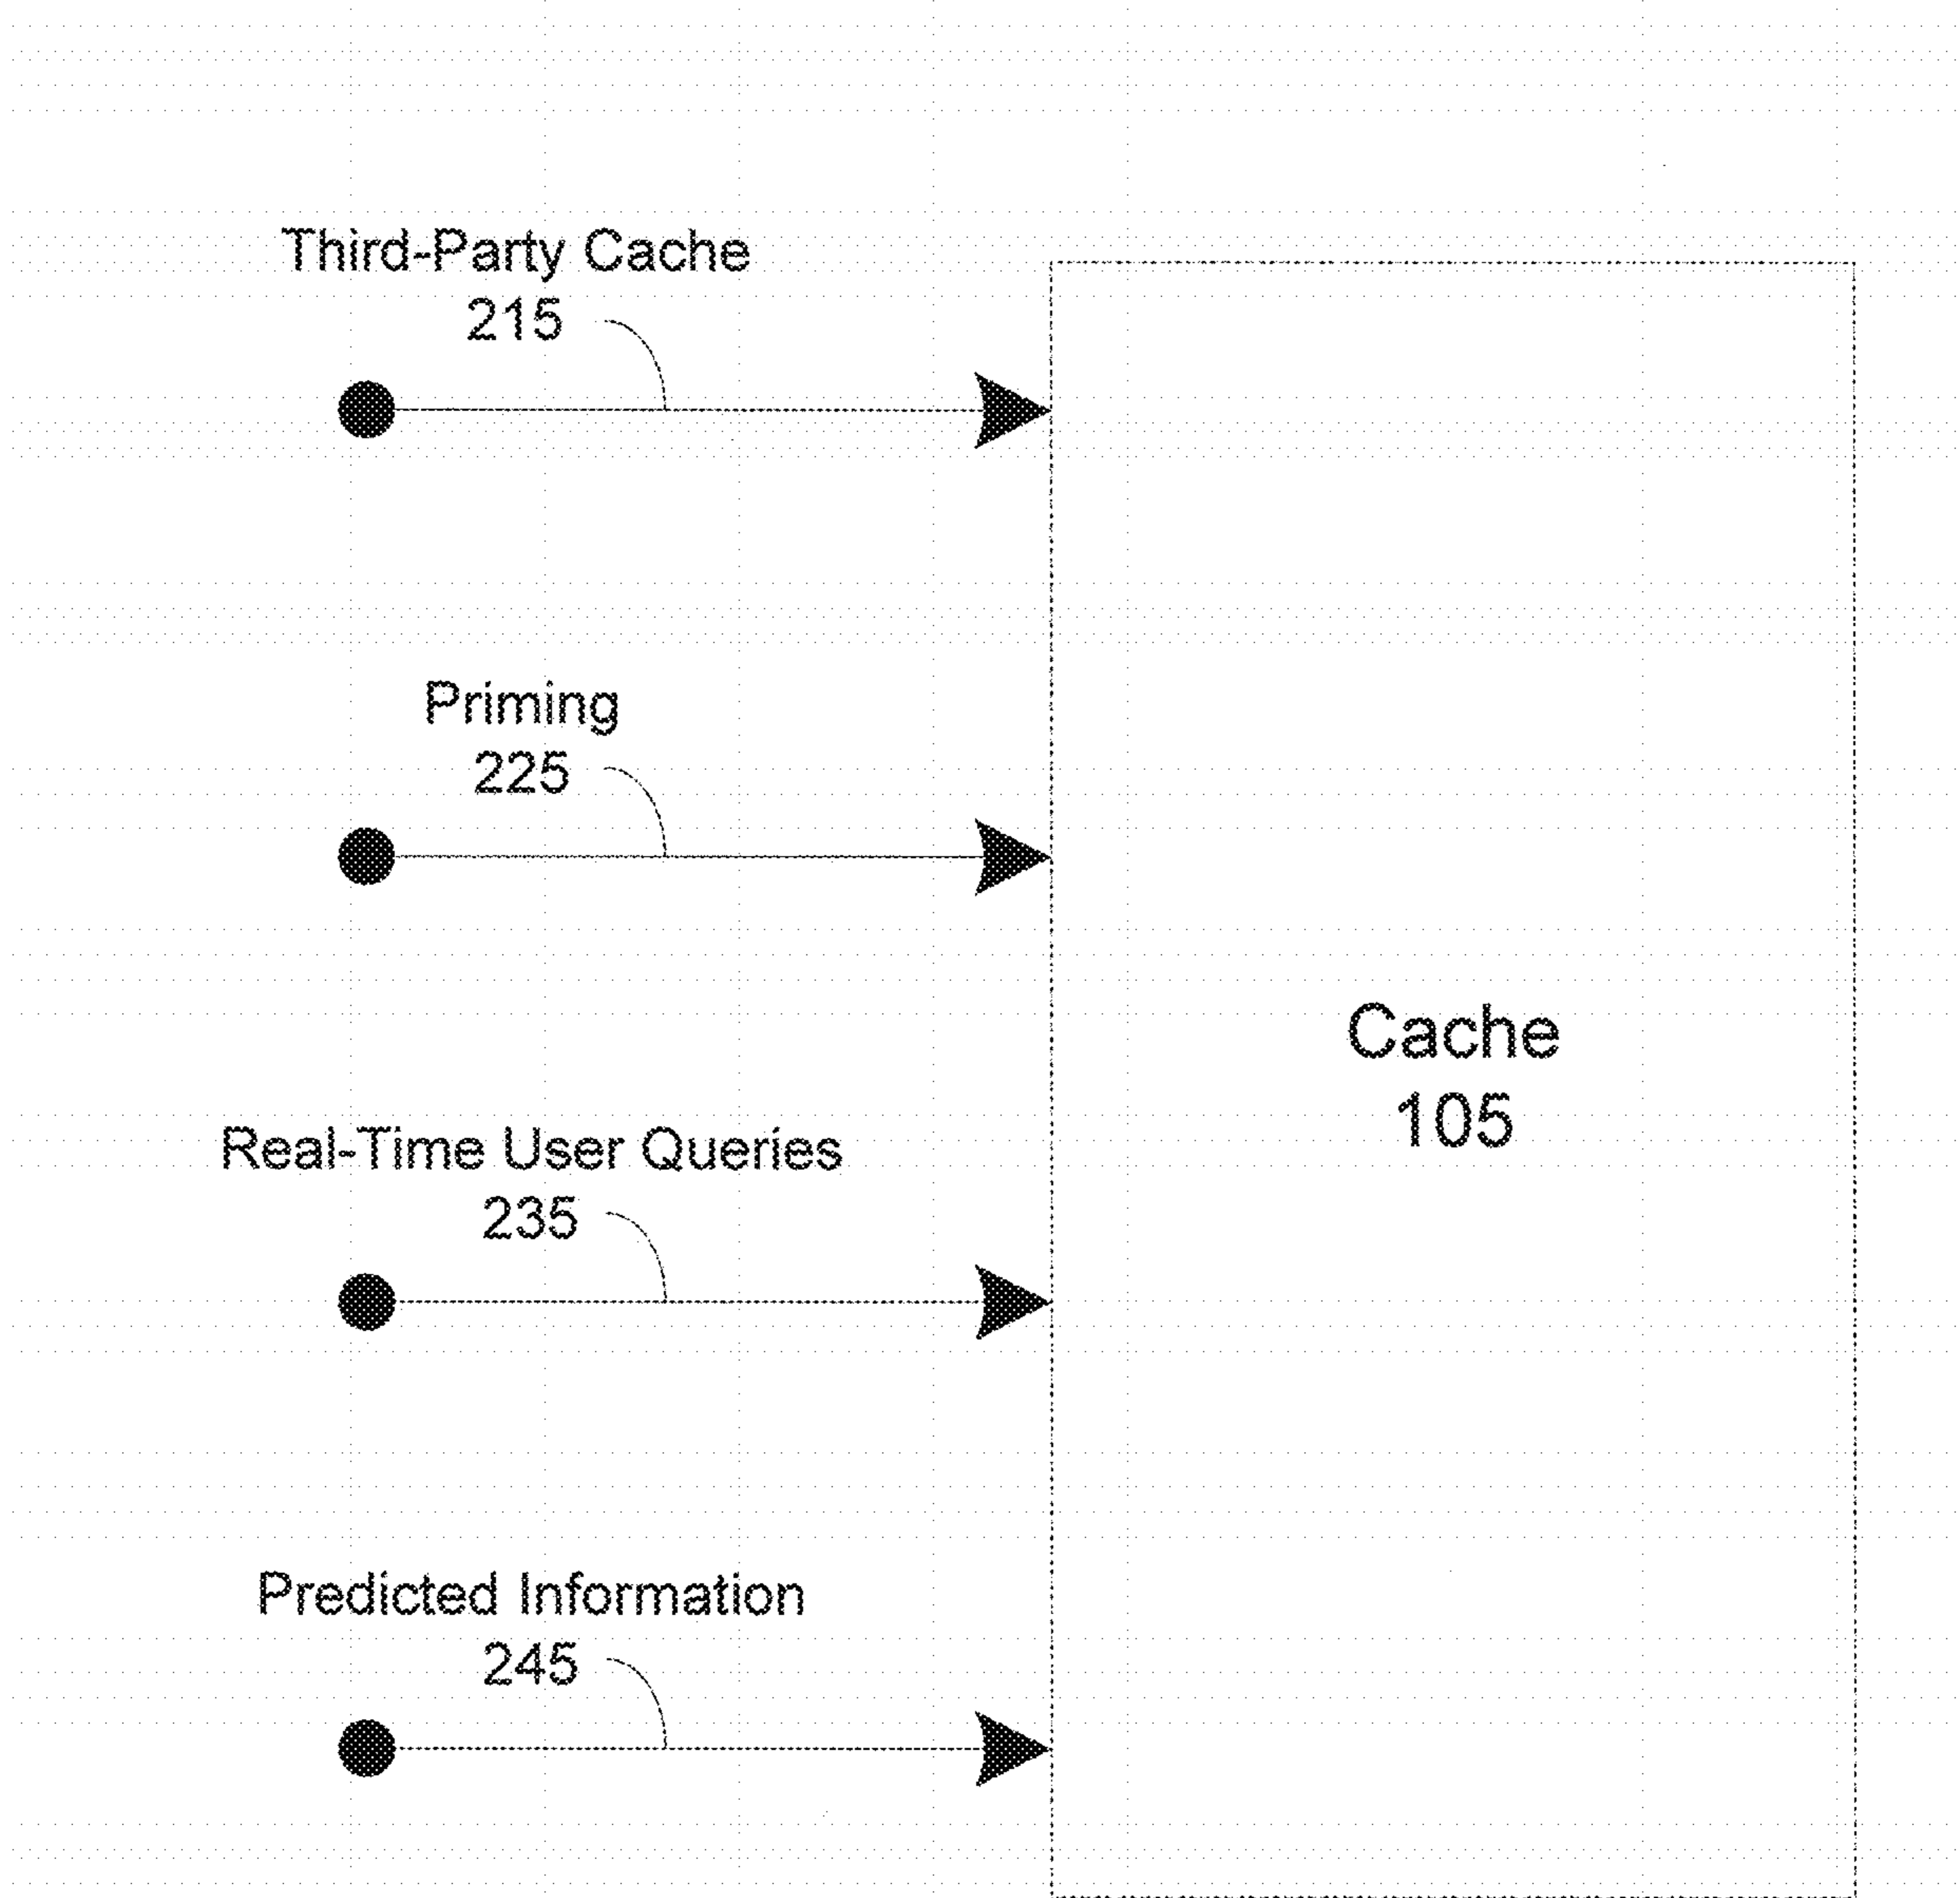 Third-Party Cache
215
Priming
225
Cache
105
Real-Time User Queries
235
Predicted Information
245